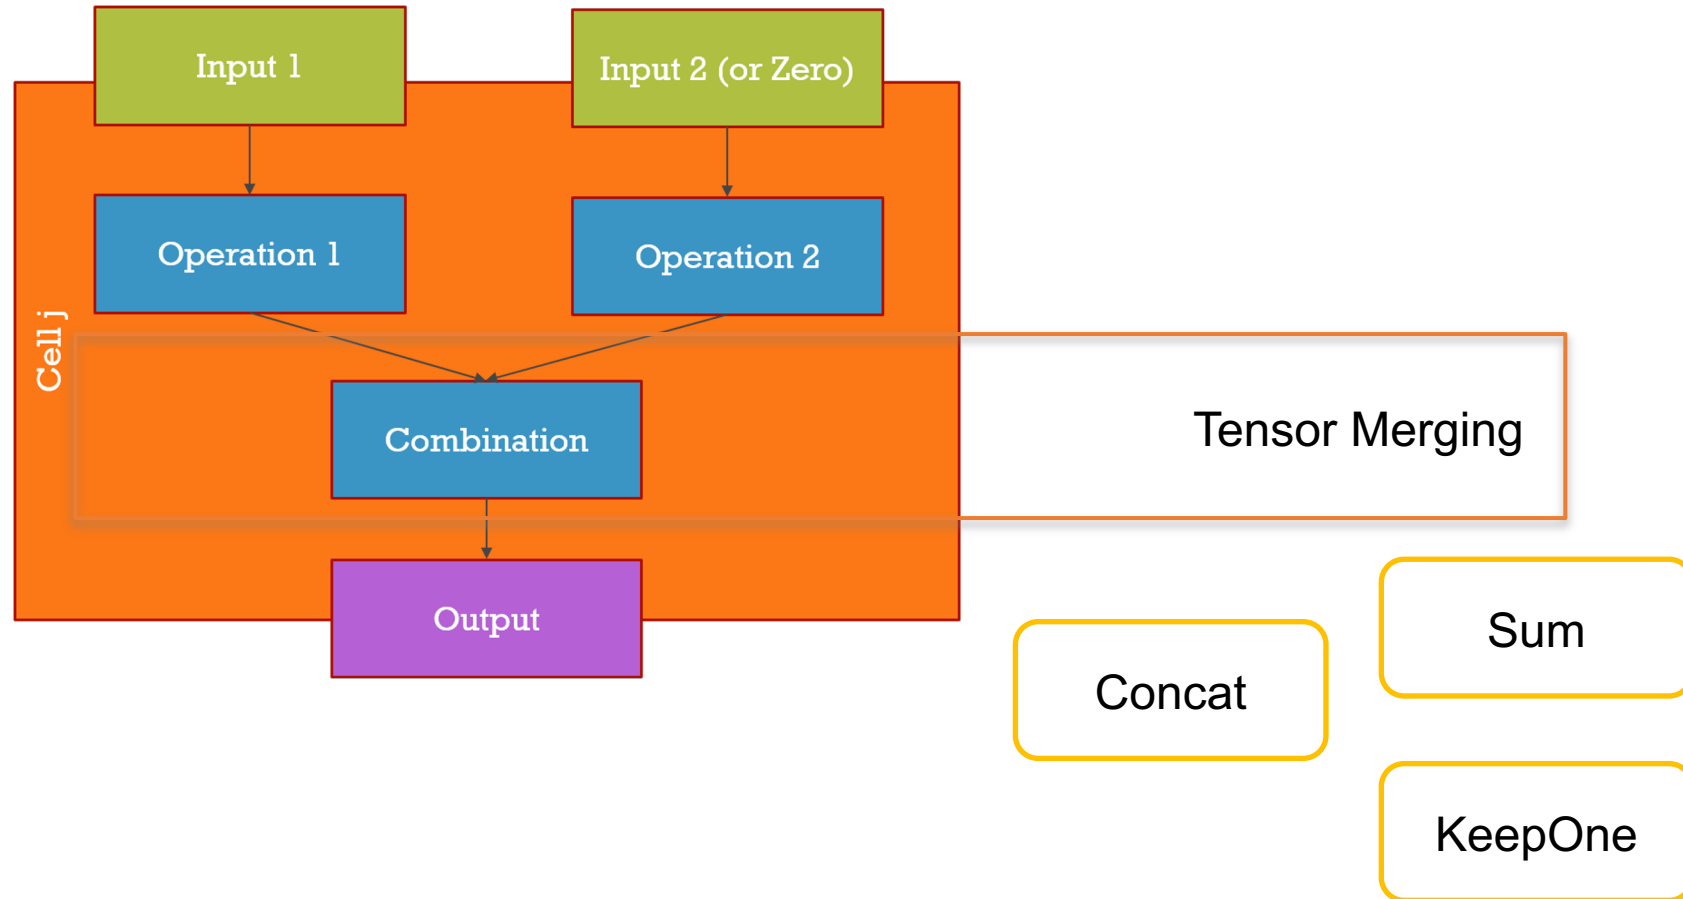 Input 1
Input 2 (or Zero)
Operation 1
Operation 2
Cell j
Combination
Tensor Merging
Output
Concat
Sum
KeepOne